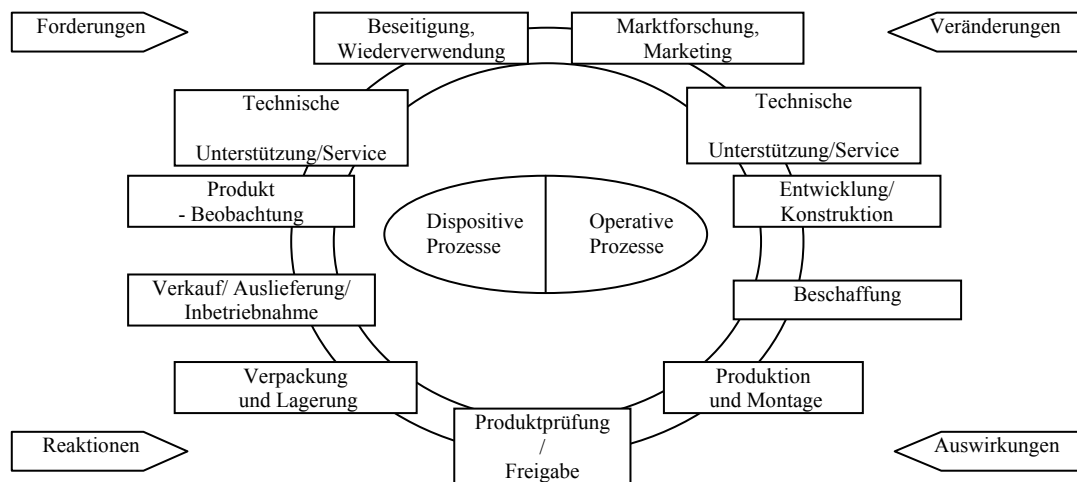 Forderungen
Beseitigung,
Wiederverwendung
Marktforschung,
Marketing
Veränderungen
Technische
Unterstützung/Service
Technische
Unterstützung/Service
Produkt
- Beobachtung
Dispositive
Prozesse
Operative
Prozesse
Entwicklung/
Konstruktion
Verkauf/ Auslieferung/
Inbetriebnahme
Beschaffung
Verpackung
und Lagerung
Produktion
und Montage
Produktprüfung
/
Freigabe
Reaktionen
Auswirkungen